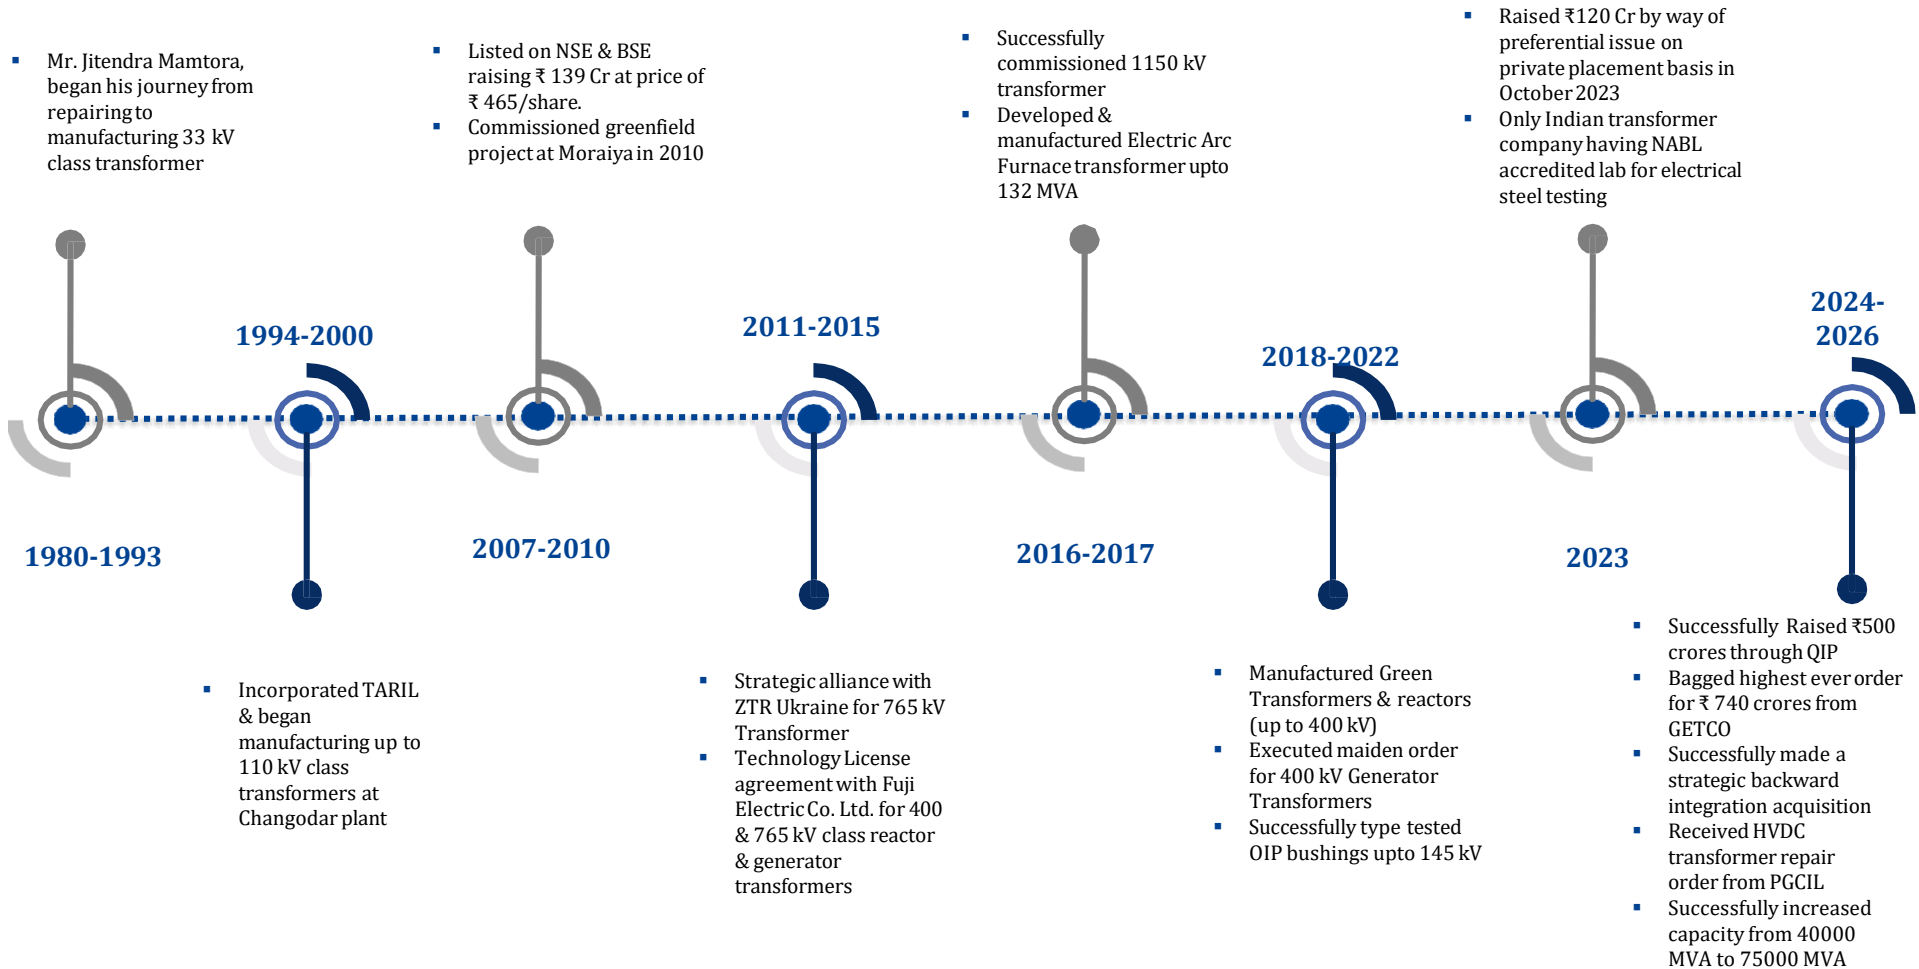 ▪ Mr. Jitendra Mamtora,
began his journey from
repairing to
manufacturing 33 kV
class transformer
1980-1993
1994-2000
▪ Incorporated TARIL
& began
manufacturing up to
110 kV class
transformers at
Changodar plant
▪ Listed on NSE & BSE
raising ₹ 139 Cr at price of
₹ 465/share.
▪ Commissioned greenfield
project at Moraiya in 2010
2007-2010
2011-2015
▪ Strategic alliance with
ZTR Ukraine for 765 kV
Transformer
▪ Technology License
agreement with Fuji
Electric Co. Ltd. for 400
& 765 kV class reactor
& generator
transformers
▪ Successfully
commissioned 1150 kV
transformer
▪ Developed &
manufactured Electric Arc
Furnace transformer upto
132 MVA
2016-2017
2018-2022
▪ Manufactured Green
Transformers & reactors
(up to 400 kV)
▪ Executed maiden order
for 400 kV Generator
Transformers
▪ Successfully type tested
OIP bushings upto 145 kV
▪ Raised ₹120 Cr by way of
preferential issue on
private placement basis in
October 2023
▪ Only Indian transformer
company having NABL
accredited lab for electrical
steel testing
2023
2024-
2026
▪ Successfully Raised ₹500
crores through QIP
▪ Bagged highest ever order
for ₹ 740 crores from
GETCO
▪ Successfully made a
strategic backward
integration acquisition
▪ Received HVDC
transformer repair
order from PGCIL
▪ Successfully increased
capacity from 40000
MVA to 75000 MVA